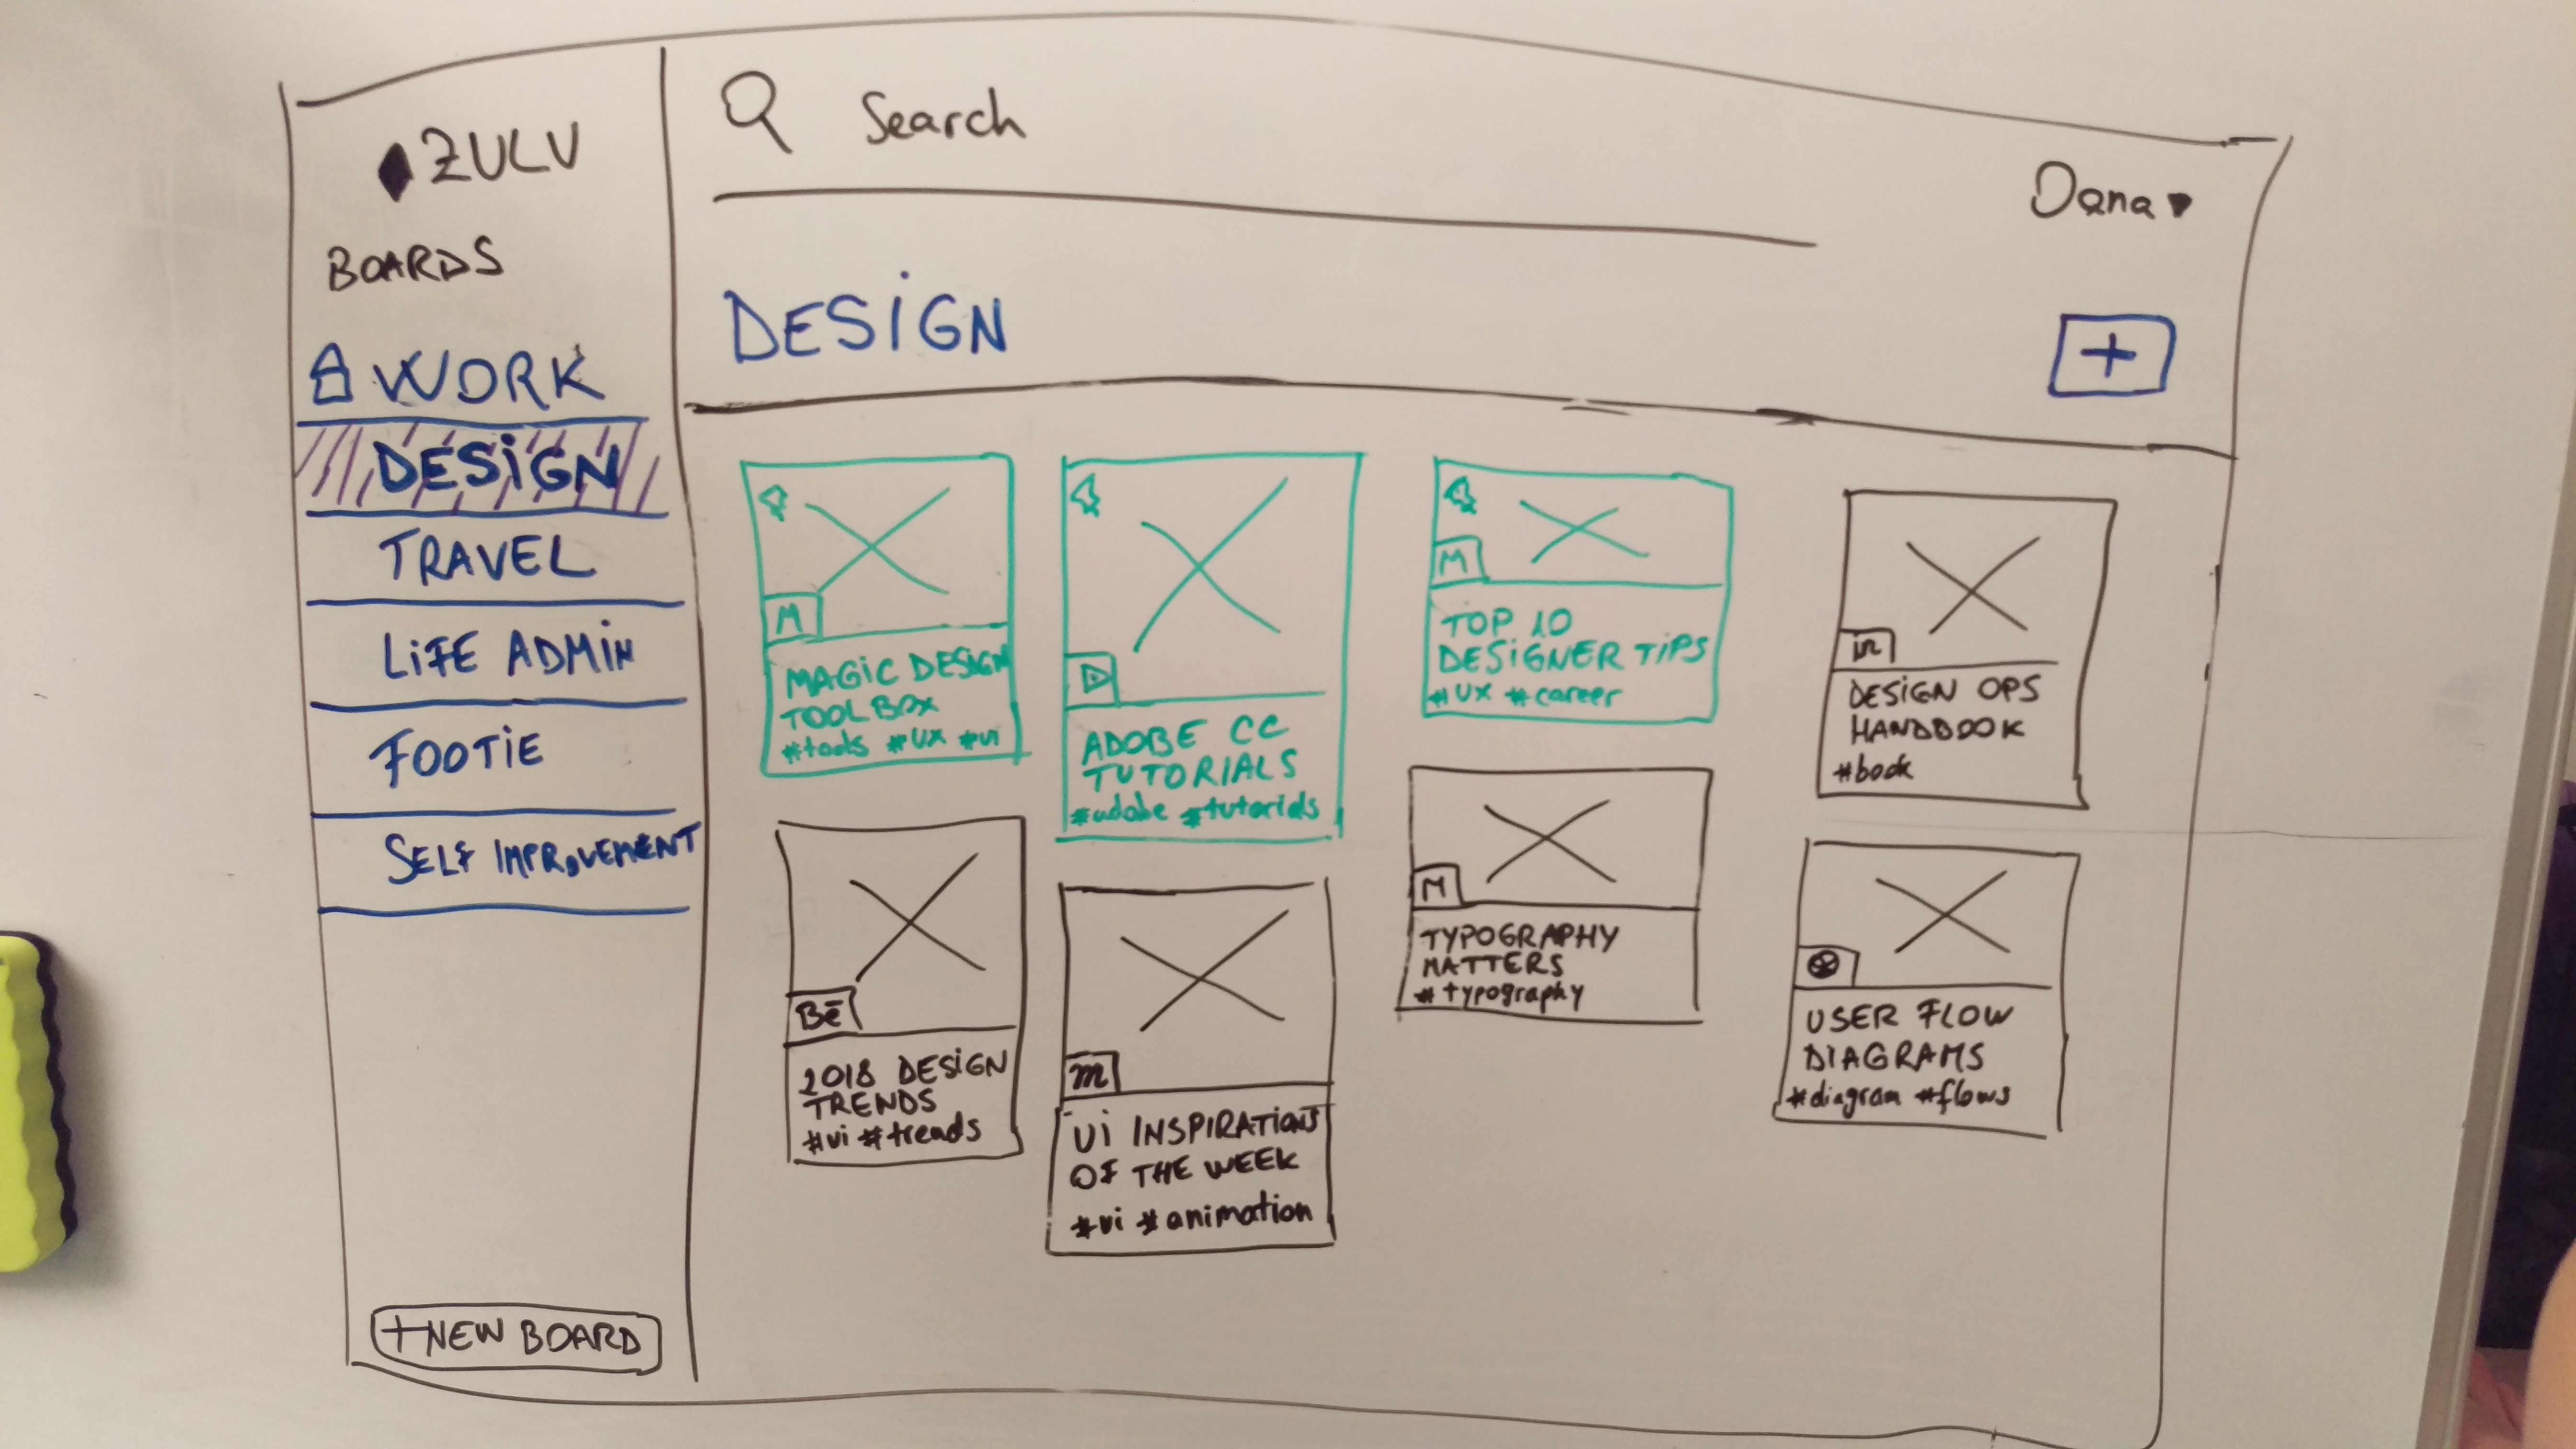 ZULU
BOARDS
WORK
DESiGN
TRAVEL
LiFE ADMiN
FOOTiE
SELF IMPROVEMENT
+NEW BOARD
Search
Dana
DESiGN
+
M
MAGiC DESiGN
TOOLBOX
#tools #UX #ui
ADOBE CC
TUTORIALS
#adobe #tutorials
M
TOP 10
DESiGNER TiPS
#UX #career
in
DESiGN OPS
HANDBOOK
#book
Be
2018 DESiGN
TRENDS
#ui #trends
m
Ui INSPIRATiONS
OF THE WEEK
#ui #animation
M
TYPOGRAPHY
MATTERS
#typography
USER FLOW
DIAGRAMS
#diagram #flows